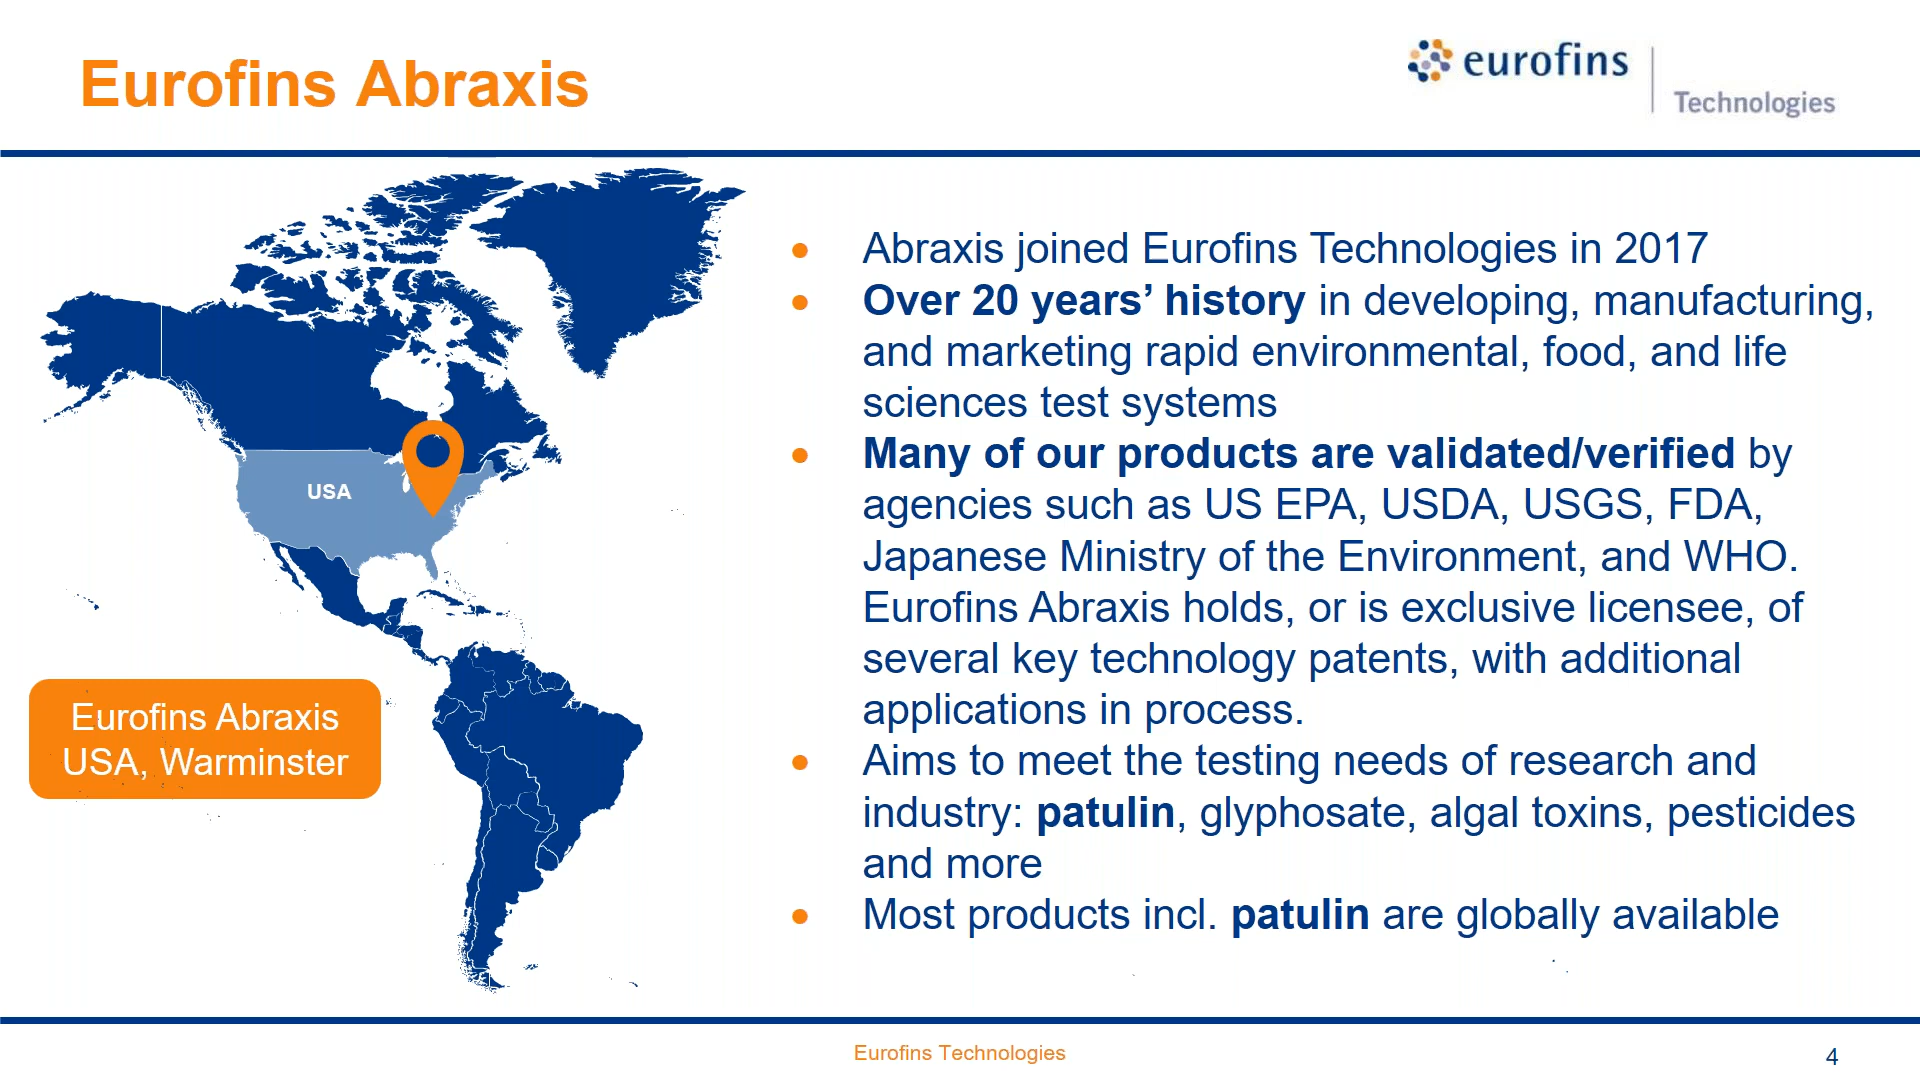 Eurofins Abraxis
eurofins
Technologies
USA
Eurofins Abraxis
USA, Warminster
● Abraxis joined Eurofins Technologies in 2017
● Over 20 years’ history in developing, manufacturing,
and marketing rapid environmental, food, and life
sciences test systems
● Many of our products are validated/verified by
agencies such as US EPA, USDA, USGS, FDA,
Japanese Ministry of the Environment, and WHO.
Eurofins Abraxis holds, or is exclusive licensee, of
several key technology patents, with additional
applications in process.
● Aims to meet the testing needs of research and
industry: patulin, glyphosate, algal toxins, pesticides
and more
● Most products incl. patulin are globally available
Eurofins Technologies
4